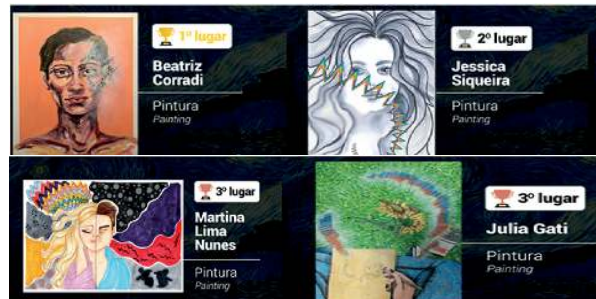 1º lugar
Beatriz
Corradi
Pintura
Painting
2º lugar
Jessica
Siqueira
Pintura
Painting
3º lugar
Martina
Lima
Nunes
Pintura
Painting
3º lugar
Julia Gati
Pintura
Painting